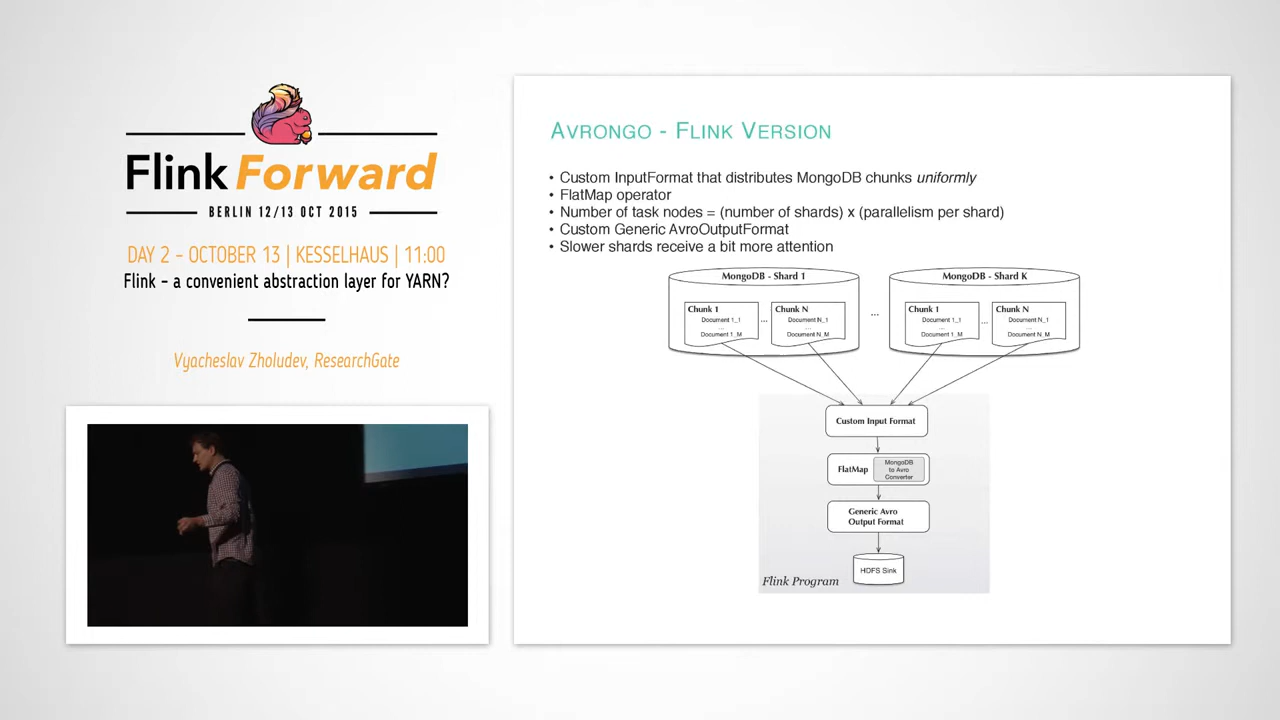 Flink Forward
BERLIN 12/13 OCT 2015
DAY 2 - OCTOBER 13 | KESSELHAUS | 11:00
Flink - a convenient abstraction layer for YARN?
Vyacheslav Zholudev, ResearchGate
AVRONGO - FLINK VERSION
• Custom InputFormat that distributes MongoDB chunks uniformly
• FlatMap operator
• Number of task nodes = (number of shards) x (parallelism per shard)
• Custom Generic AvroOutputFormat
• Slower shards receive a bit more attention
MongoDB - Shard 1
Chunk 1
Document 1_1
...
Document 1_M
...
Chunk N
Document N_1
...
Document N_M
...
MongoDB - Shard K
Chunk 1
Document 1_1
...
Document 1_M
...
Chunk N
Document N_1
...
Document N_M
Custom Input Format
FlatMap
MongoDB
to Avro
Converter
Generic Avro
Output Format
HDFS Sink
Flink Program